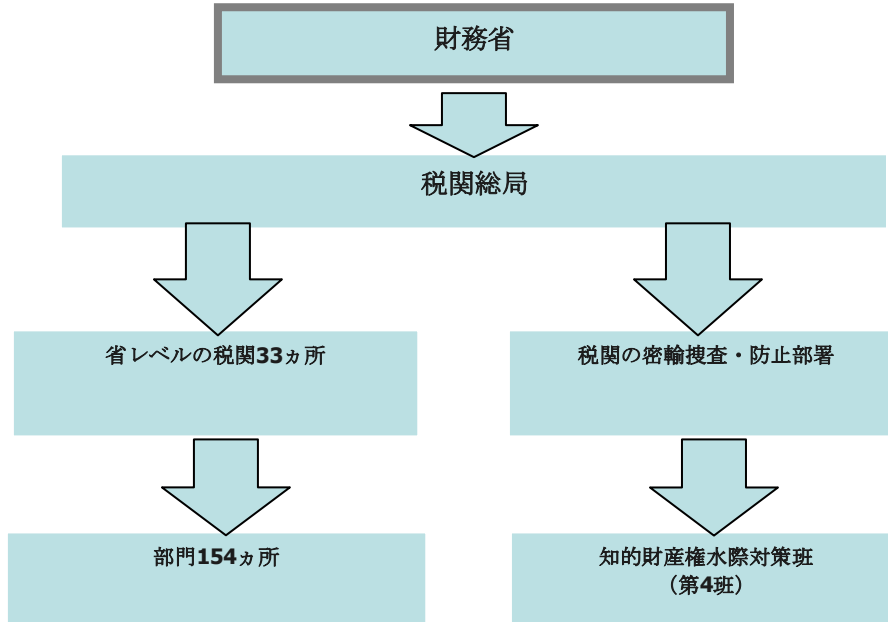 財務省
税関総局
省レベルの税関33ヵ所
税関の密輸捜査・防止部署
部門154ヵ所
知的財産権水際対策班
（第4班）